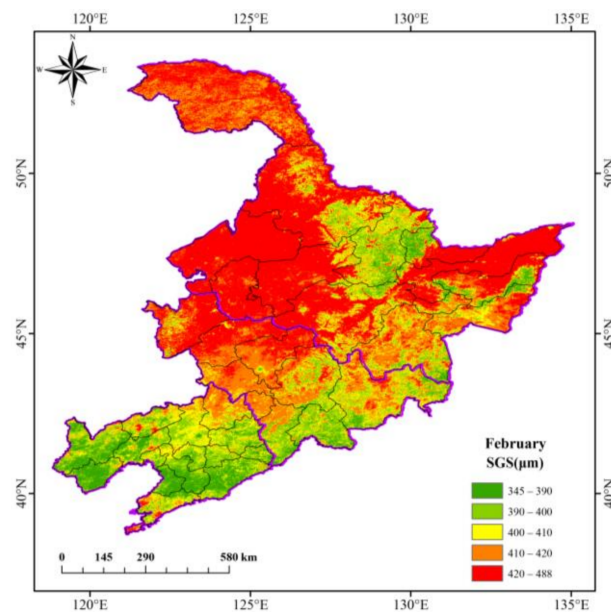 120°E 125°E 130°E 135°E
N
W E
S
50°N 50°N
45°N 45°N
40°N 40°N
February
SGS(μm)
345 – 390
390 – 400
400 – 410
410 – 420
420 – 488
0 145 290 580 km
120°E 125°E 130°E 135°E